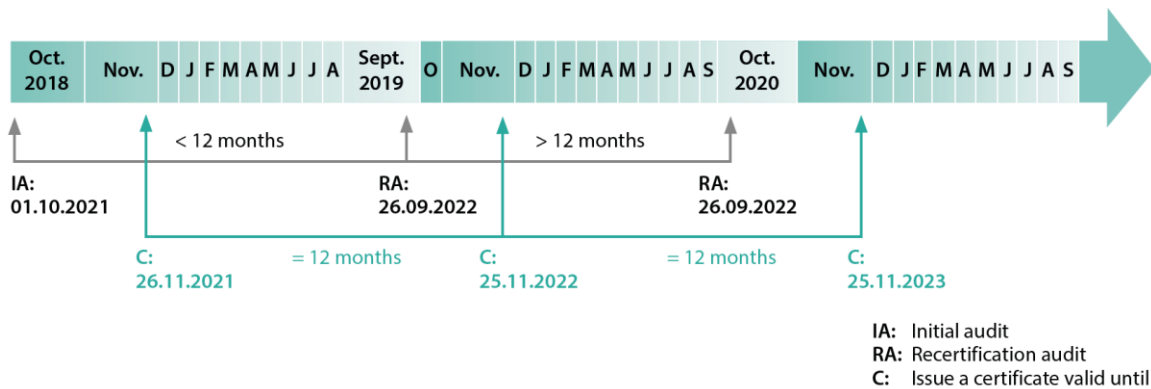 Oct. 2018 Nov. D J F M A M J J A Sept. 2019 O Nov. D J F M A M J J A S Oct. 2020 Nov. D J F M A M J J A S
< 12 months > 12 months
IA: RA: RA:
01.10.2021 26.09.2022 26.09.2022
C: = 12 months C: = 12 months C:
26.11.2021 25.11.2022 25.11.2023
IA: Initial audit
RA: Recertification audit
C: Issue a certificate valid until